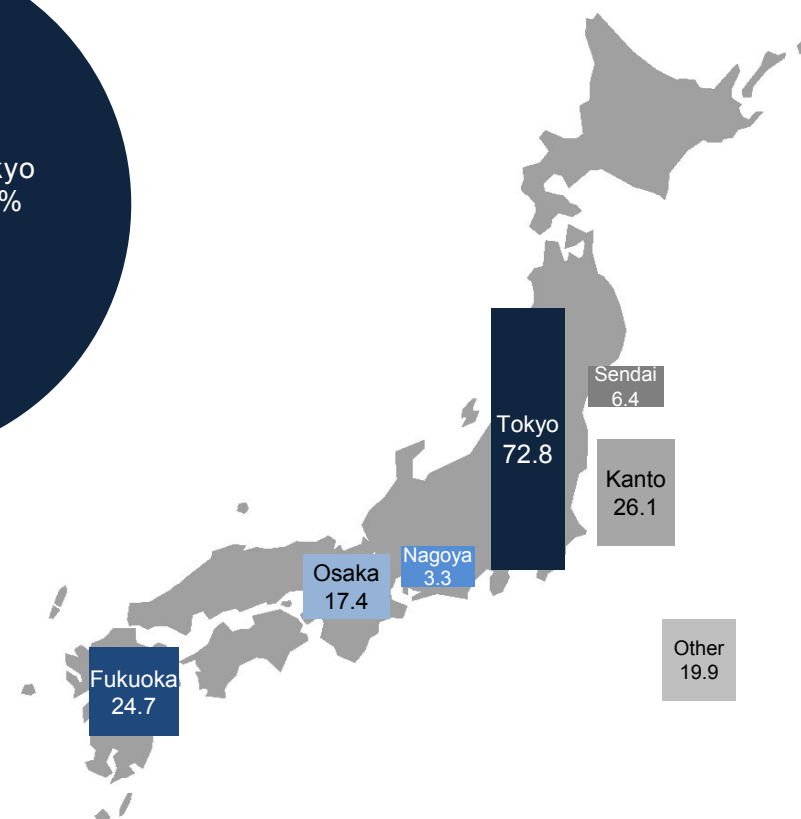 %
Sendai
6.4
Tokyo
72.8
Kanto
26.1
Nagoya
3.3
Osaka
17.4
Other
19.9
Fukuoka
24.7